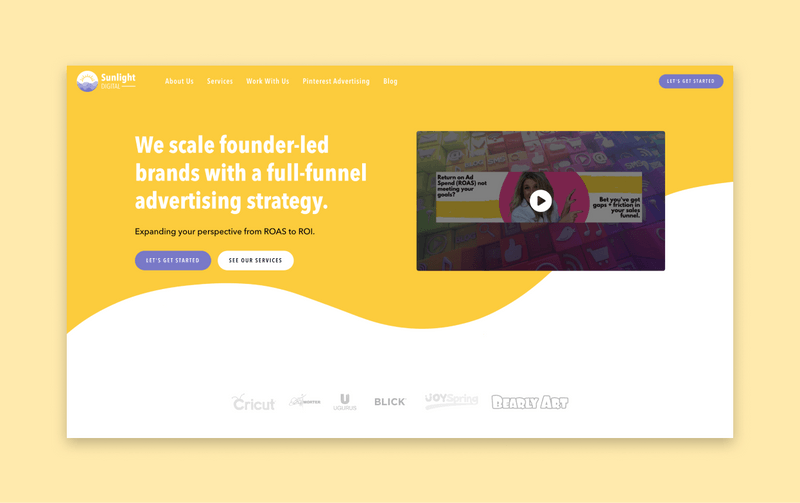 Sunlight
DIGITAL
About Us
Services
Work With Us
Pinterest Advertising
Blog
LET'S GET STARTED
We scale founder-led
brands with a full-funnel
advertising strategy.
Expanding your perspective from ROAS to ROI.
LET'S GET STARTED
SEE OUR SERVICES
Return on Ad
Spend (ROAS) not
meeting your
goals?
Bet you've got
gaps + friction in
your sales
funnel.
Cricut
UGURUS
BLICK
JOYSpring
BEARLY ART